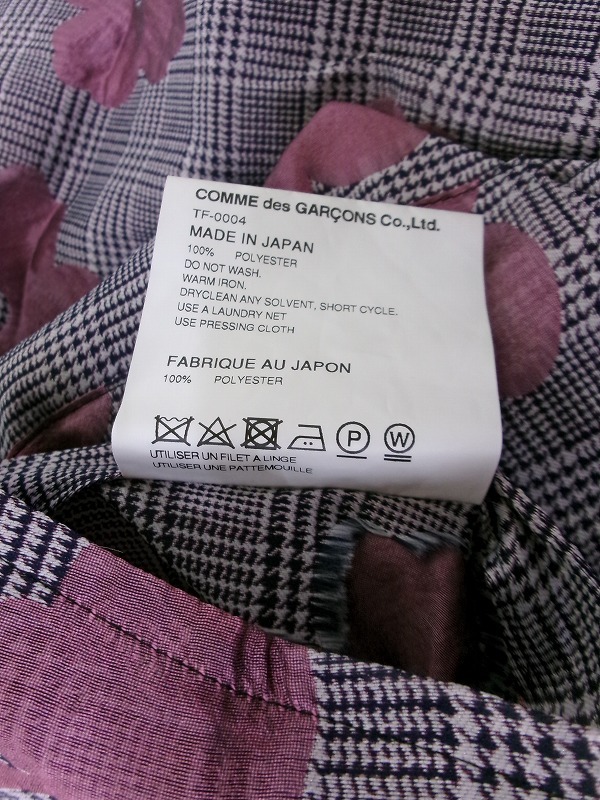 COMME des GARÇONS Co.,Ltd.
TF-0004
MADE IN JAPAN
100% POLYESTER
DO NOT WASH.
WARM IRON.
DRYCLEAN ANY SOLVENT, SHORT CYCLE.
USE A LAUNDRY NET
USE PRESSING CLOTH
FABRIQUE AU JAPON
100% POLYESTER
P W
UTILISER UN FILET A LINGE
UTILISER UNE PATTEMOUILLE